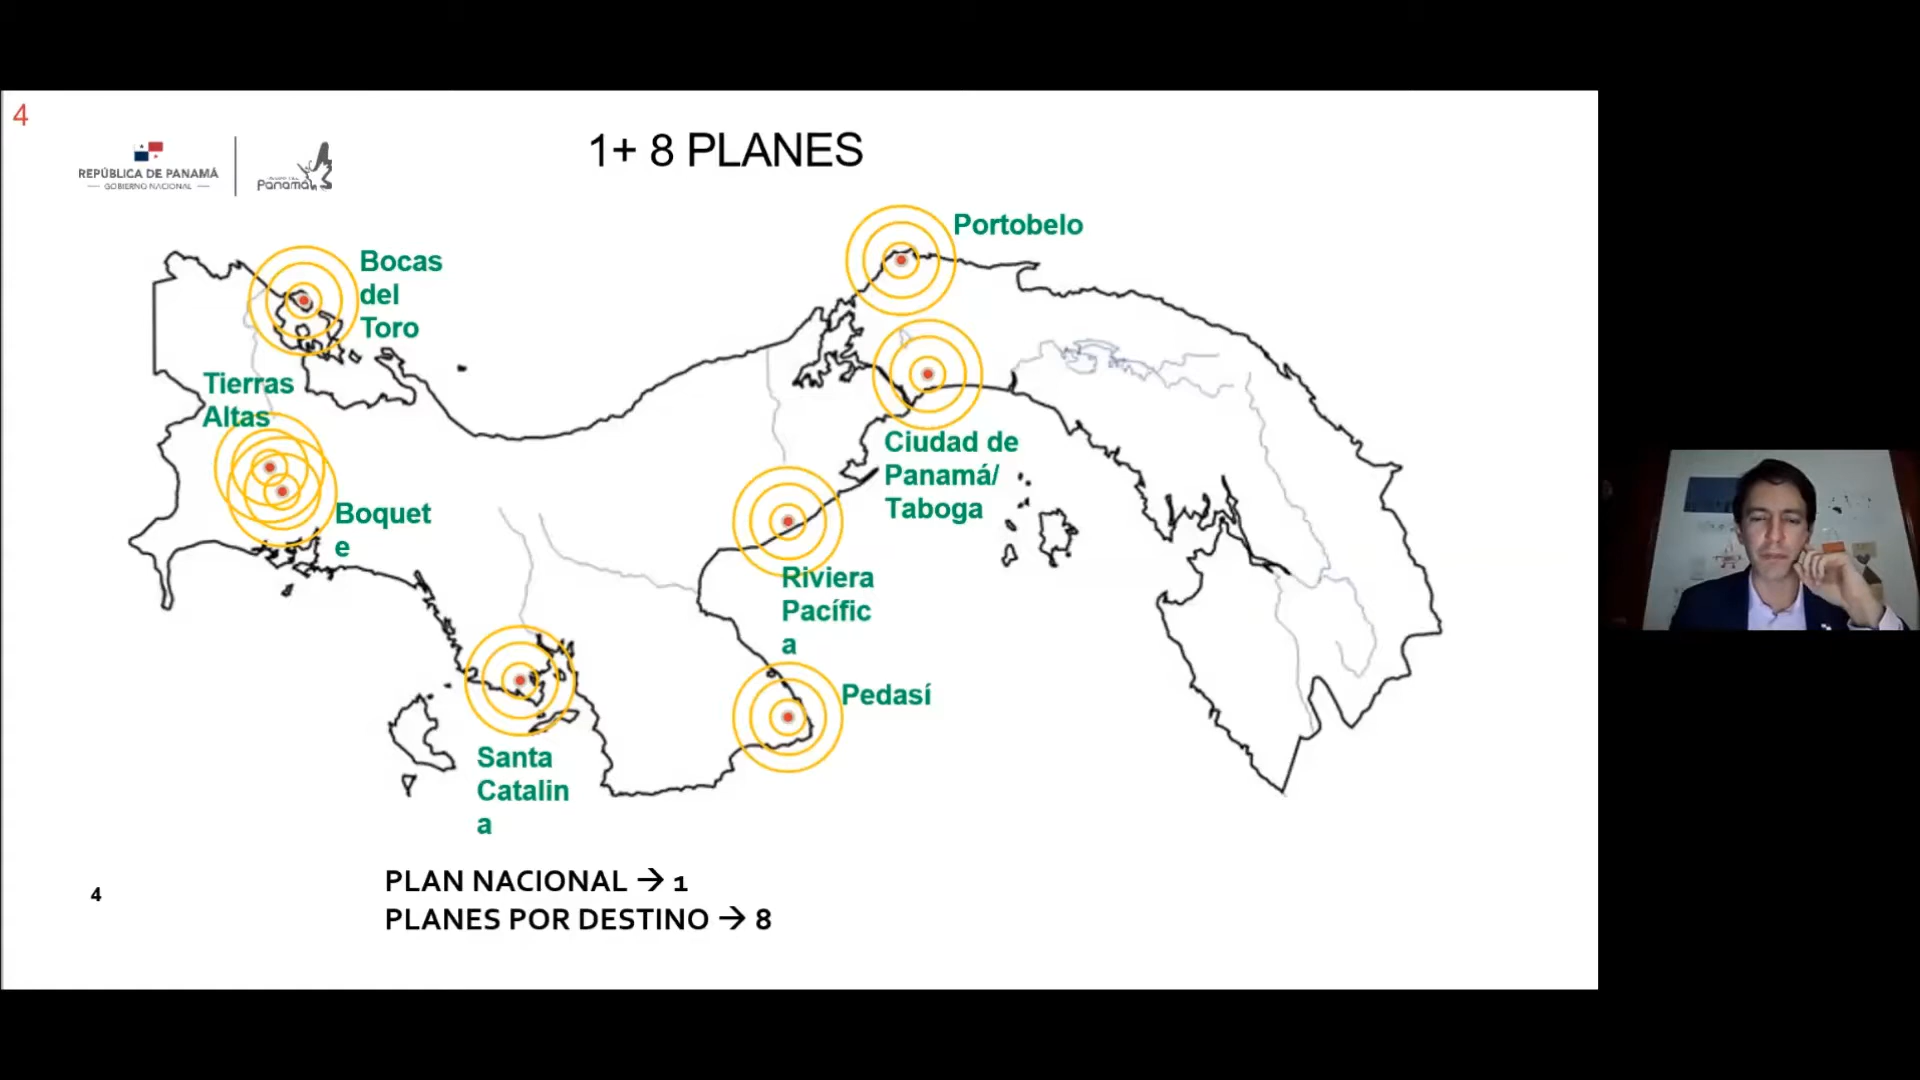 4
REPÚBLICA DE PANAMÁ
GOBIERNO NACIONAL
Panamá
1+ 8 PLANES
Portobelo
Bocas
del
Toro
Tierras
Altas
Boquet
e
Ciudad de
Panamá/
Taboga
Riviera
Pacífic
a
Pedasí
Santa
Catalin
a
PLAN NACIONAL → 1
PLANES POR DESTINO → 8
4